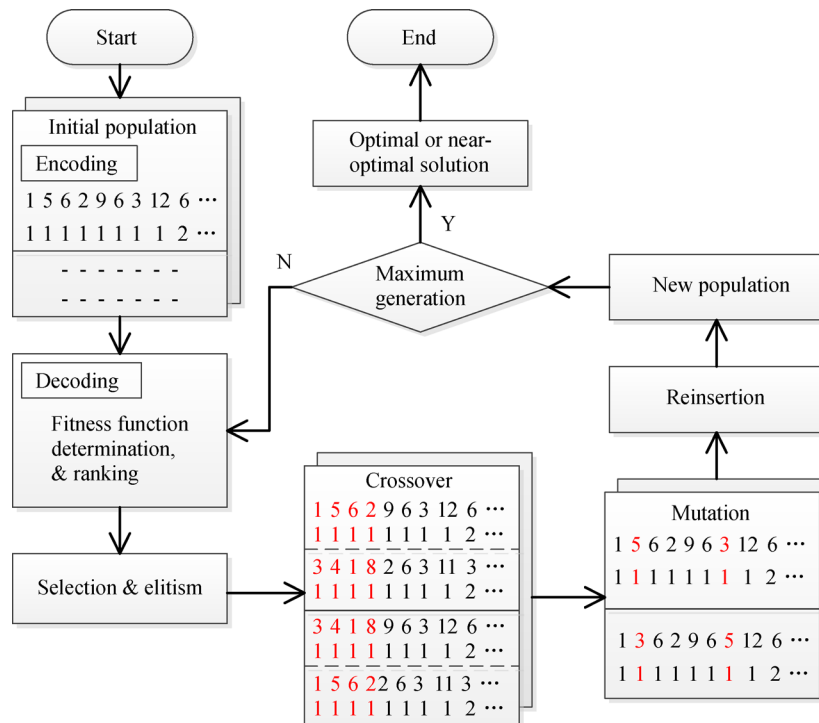 Start
Initial population
Encoding
1 5 6 2 9 6 3 12 6 ···
1 1 1 1 1 1 1 1 2 ···
- - - - - - -
- - - - - - -
Decoding
Fitness function
determination,
& ranking
Selection & elitism
Crossover
1 5 6 2 9 6 3 12 6 ···
1 1 1 1 1 1 1 1 2 ···
3 4 1 8 2 6 3 11 3 ···
1 1 1 1 1 1 1 1 2 ···
3 4 1 8 9 6 3 12 6 ···
1 1 1 1 1 1 1 1 2 ···
1 5 6 2 2 6 3 11 3 ···
1 1 1 1 1 1 1 1 2 ···
Mutation
1 5 6 2 9 6 3 12 6 ···
1 1 1 1 1 1 1 1 2 ···
1 3 6 2 9 6 5 12 6 ···
1 1 1 1 1 1 1 1 2 ···
Reinsertion
New population
Maximum
generation
N
Y
Optimal or near-
optimal solution
End